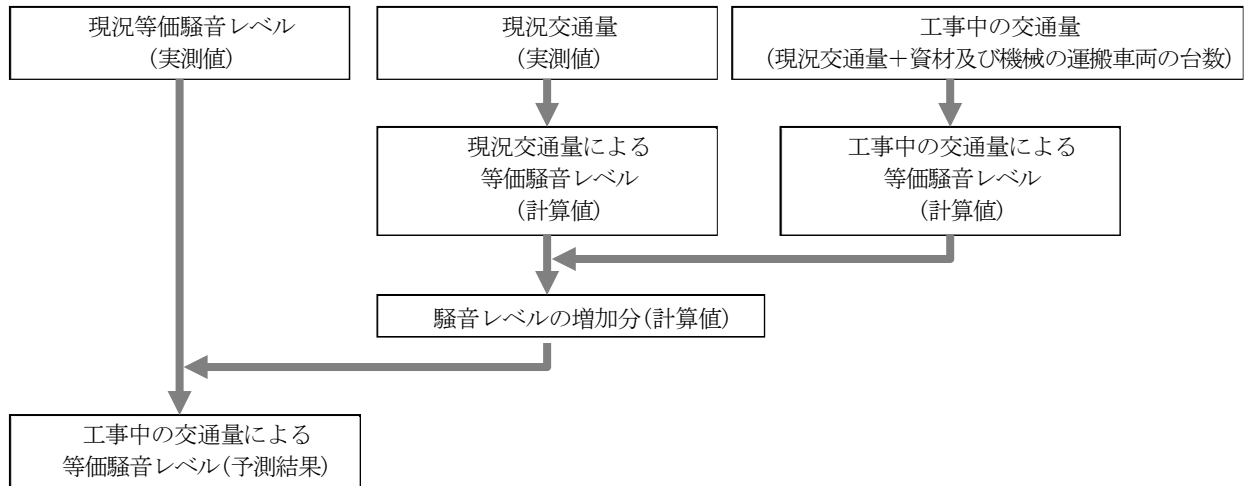 現況等価騒音レベル
(実測値)
現況交通量
(実測値)
工事中の交通量
(現況交通量＋資材及び機械の運搬車両の台数)
現況交通量による
等価騒音レベル
(計算値)
工事中の交通量による
等価騒音レベル
(計算値)
騒音レベルの増加分(計算値)
工事中の交通量による
等価騒音レベル(予測結果)